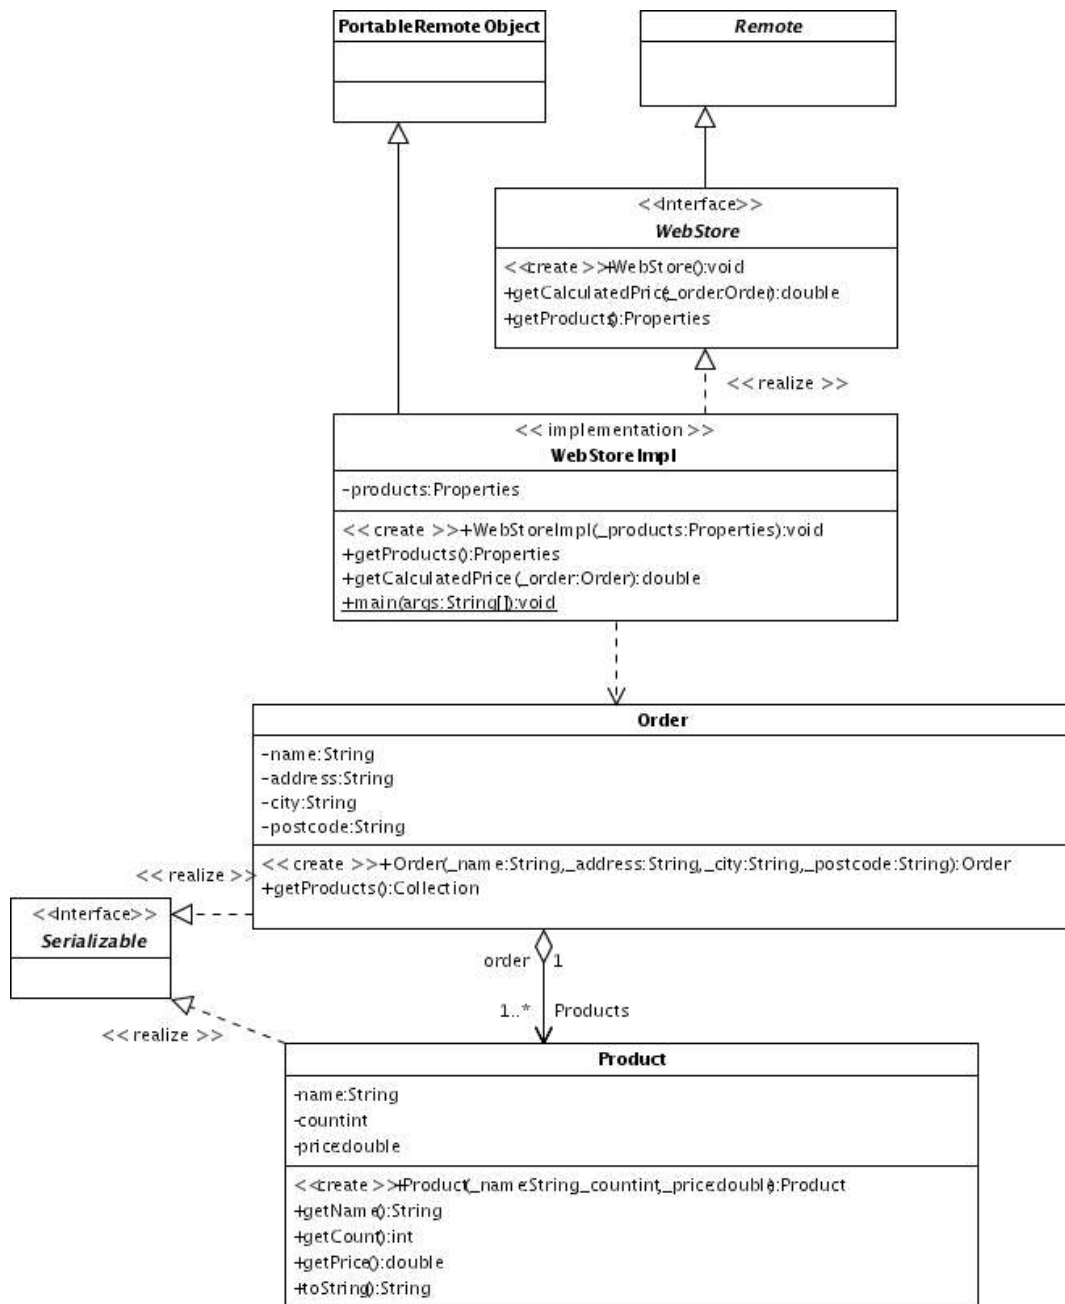 PortableRemoteObject
Remote
<<Interface>>
WebStore
<<create>>+WebStore():void
+getCalculatedPrice(_order:Order):double
+getProducts():Properties
<< realize >>
<< implementation >>
WebStoreImpl
-products:Properties
<< create >>+WebStoreImpl(_products:Properties):void
+getProducts():Properties
+getCalculatedPrice(_order:Order):double
+main(args:String[]):void
Order
-name:String
-address:String
-city:String
-postcode:String
<< create >>+Order(_name:String,_address:String,_city:String,_postcode:String):Order
+getProducts():Collection
<< realize >>
<<Interface>>
Serializable
order 1
1..* Products
<< realize >>
Product
-name:String
-count:int
-price:double
<<create>>+Product(_name:String,_count:int,_price:double):Product
+getName():String
+getCount():int
+getPrice():double
+toString():String